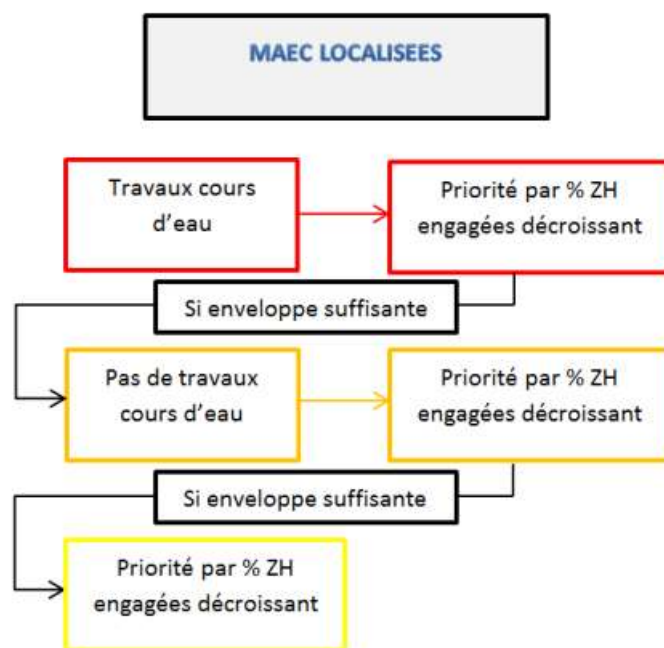 MAEC LOCALISEES
Travaux cours
d'eau
Priorité par % ZH
engagées décroissant
Si enveloppe suffisante
Pas de travaux
cours d'eau
Priorité par % ZH
engagées décroissant
Si enveloppe suffisante
Priorité par % ZH
engagées décroissant